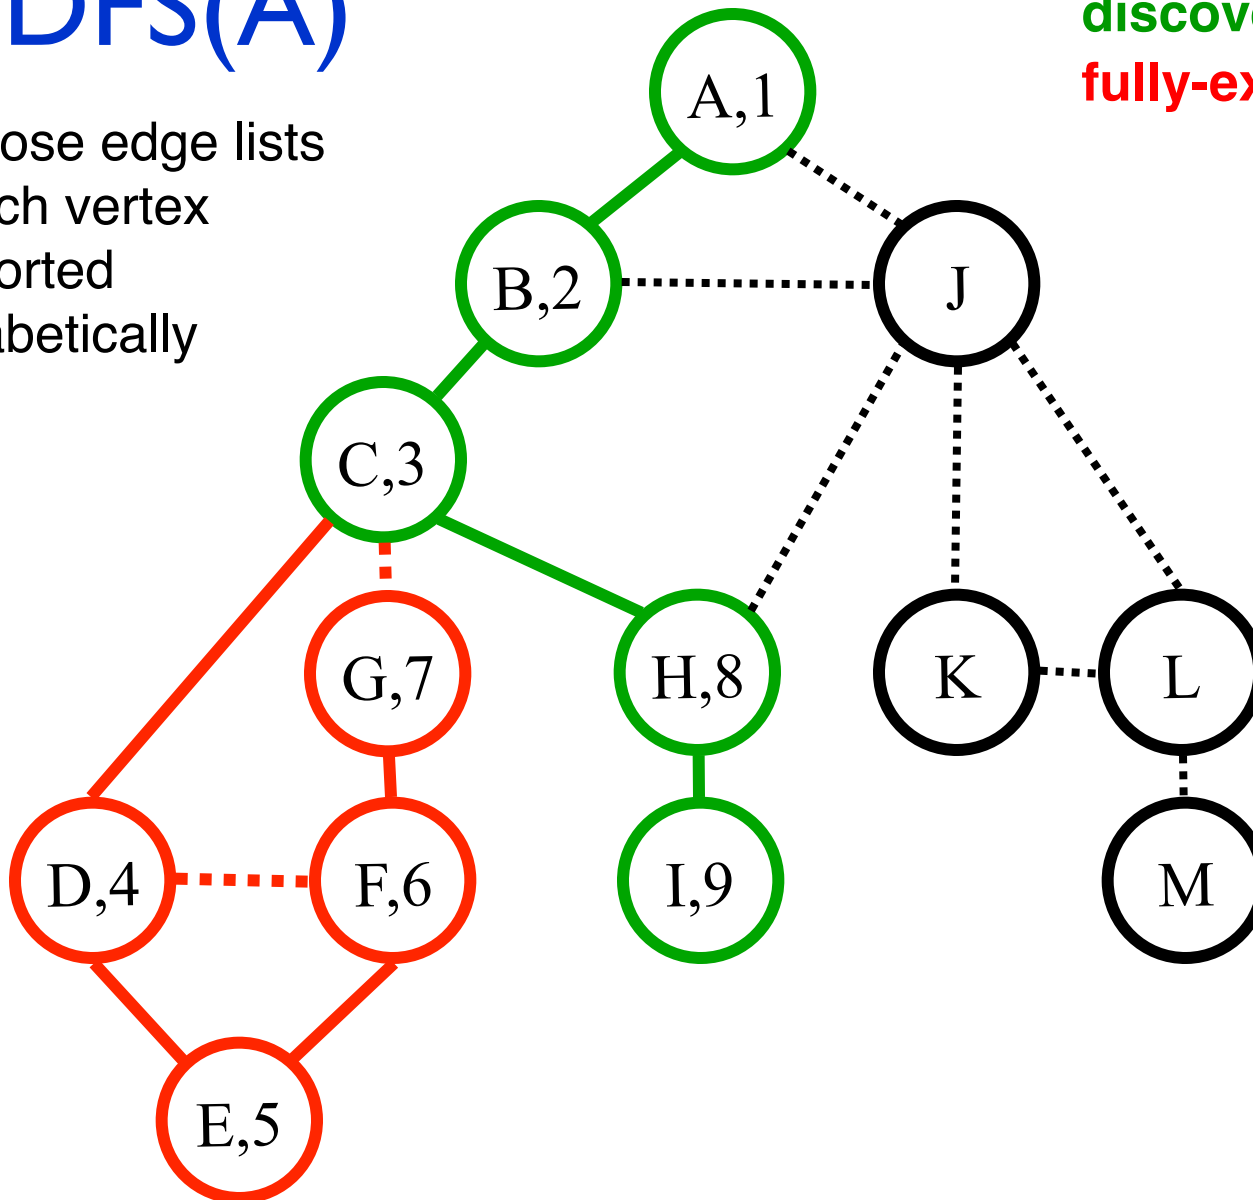 DFS(A)
discov
fully-ex
ose edge lists
ch vertex
orted
abetically
A,1
B,2
J
C,3
G,7
H,8
K
L
D,4
F,6
I,9
M
E,5